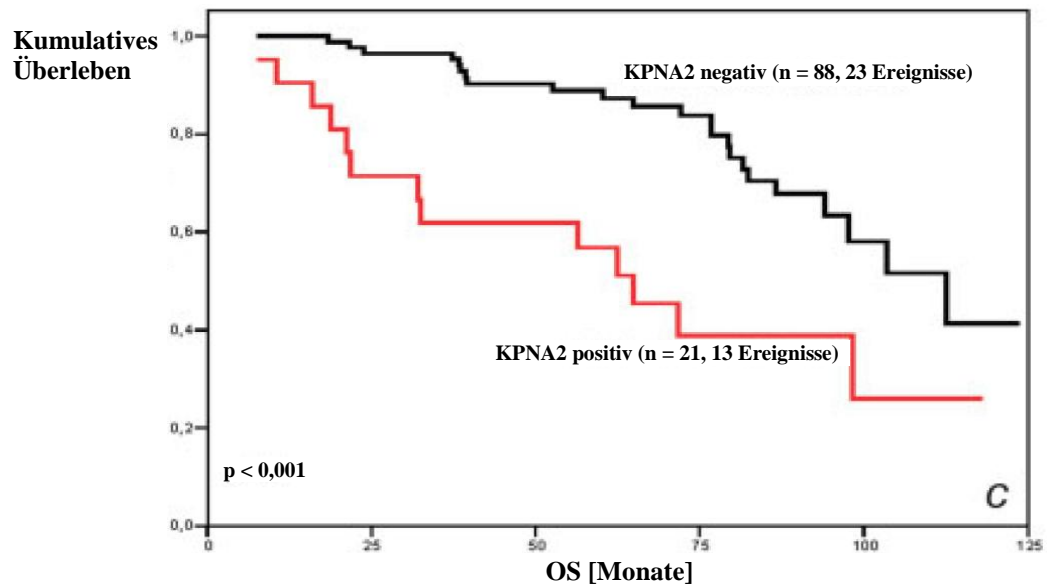 Kumulatives
Überleben
1,0
KPNA2 negativ (n = 88, 23 Ereignisse)
0,8
0,6
0,4
KPNA2 positiv (n = 21, 13 Ereignisse)
0,2
p < 0,001
C
0,0
0 25 50 75 100 125
OS [Monate]